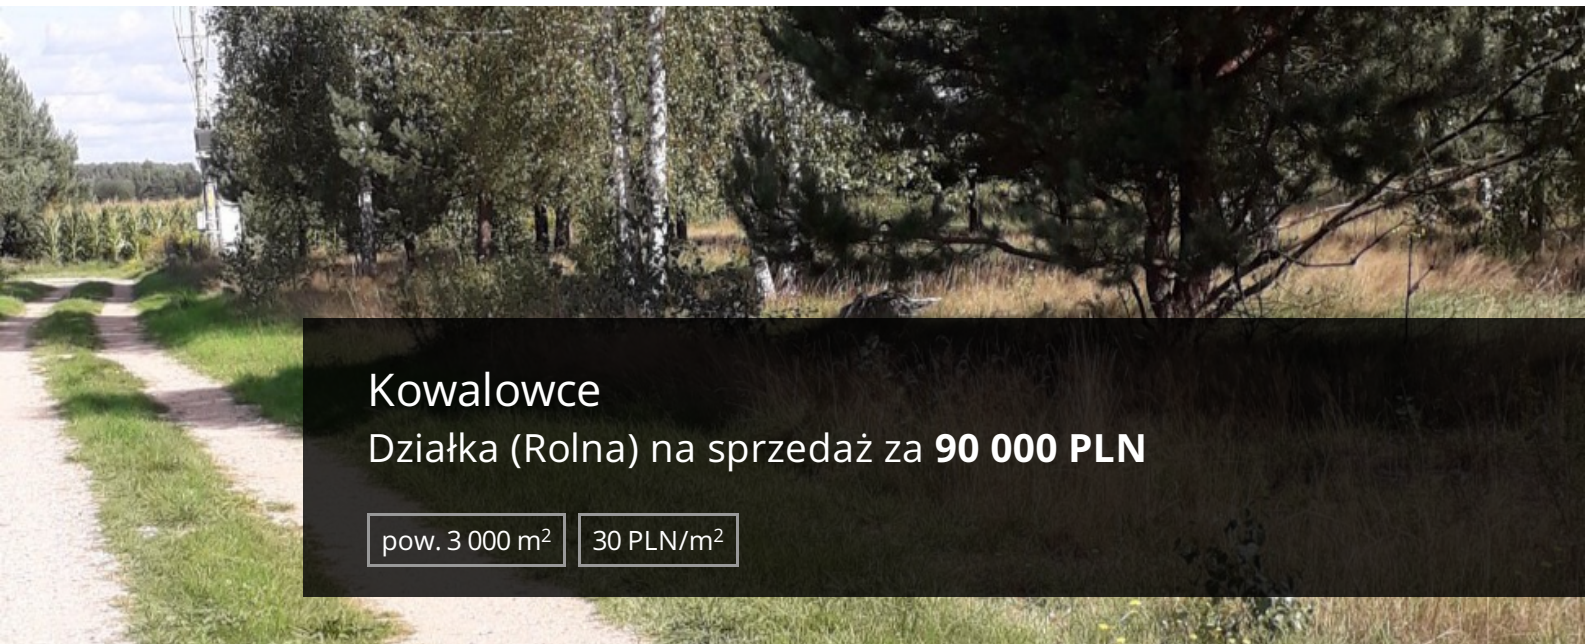 Kowalowce
Działka (Rolna) na sprzedaż za 90 000 PLN
pow. 3 000 m² 30 PLN/m²